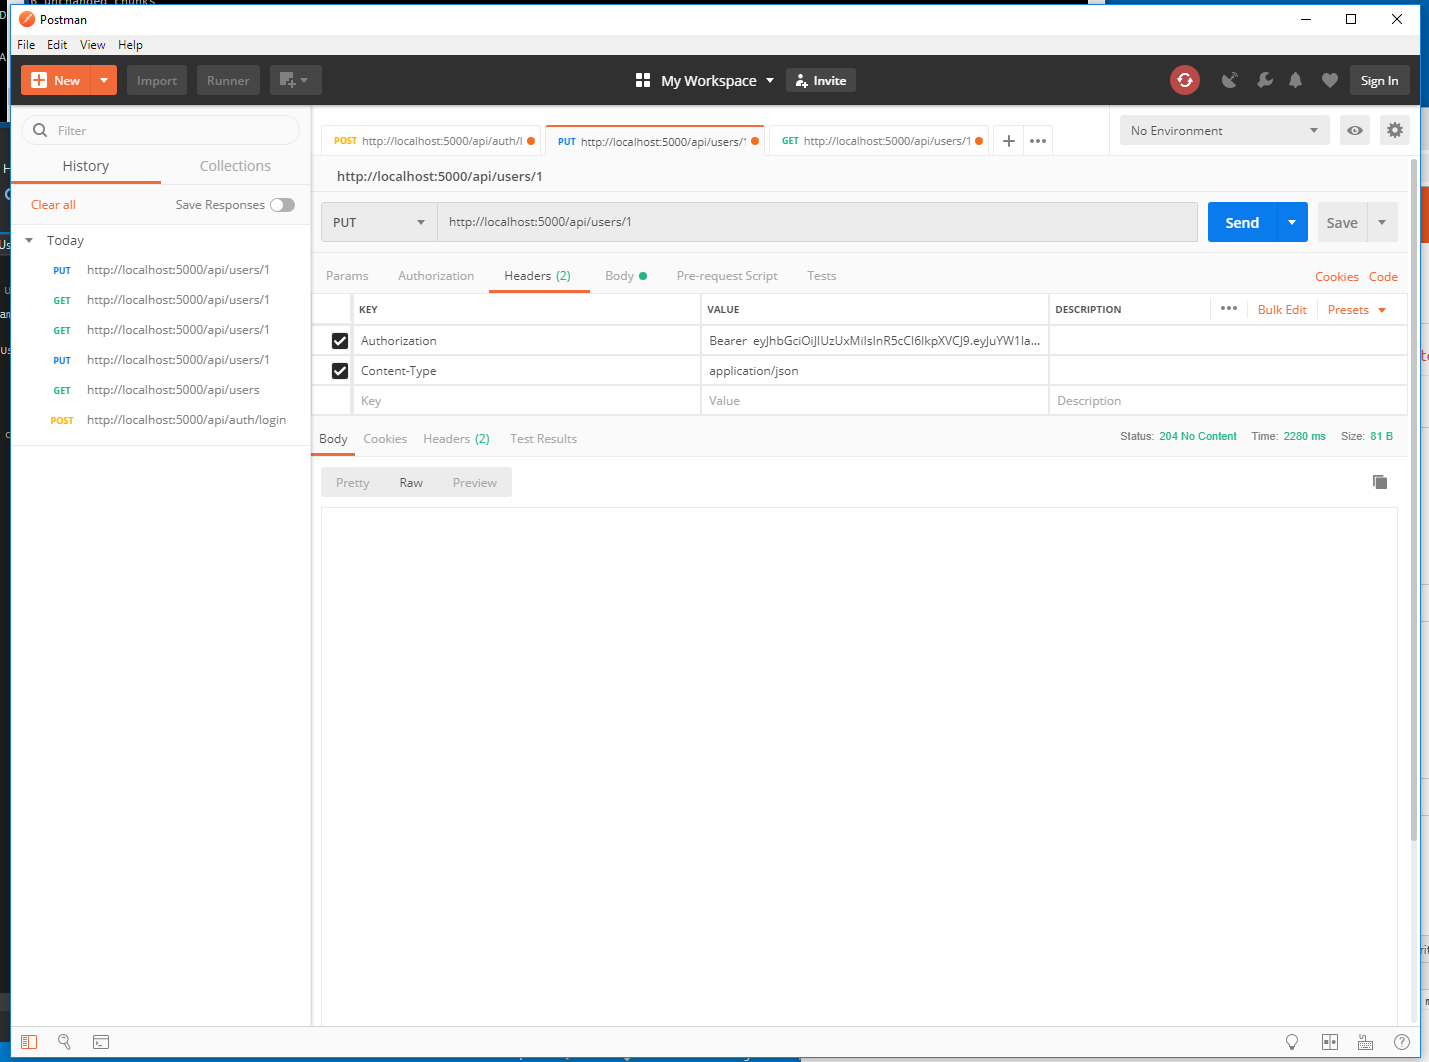 Postman
File Edit View Help
New Import Runner My Workspace Invite Sign In
Filter
History Collections
Clear all Save Responses
Today
PUT http://localhost:5000/api/users/1
GET http://localhost:5000/api/users/1
GET http://localhost:5000/api/users/1
PUT http://localhost:5000/api/users/1
GET http://localhost:5000/api/users
POST http://localhost:5000/api/auth/login
POST http://localhost:5000/api/auth/l PUT http://localhost:5000/api/users/1 GET http://localhost:5000/api/users/1 No Environment
http://localhost:5000/api/users/1
PUT http://localhost:5000/api/users/1 Send Save
Params Authorization Headers (2) Body Pre-request Script Tests Cookies Code
KEY VALUE DESCRIPTION Bulk Edit Presets
Authorization Bearer
Content-Type application/json
Key Value Description
Body Cookies Headers (2) Test Results Status: 204 No Content Time: 2280 ms Size: 81 B
Pretty Raw Preview